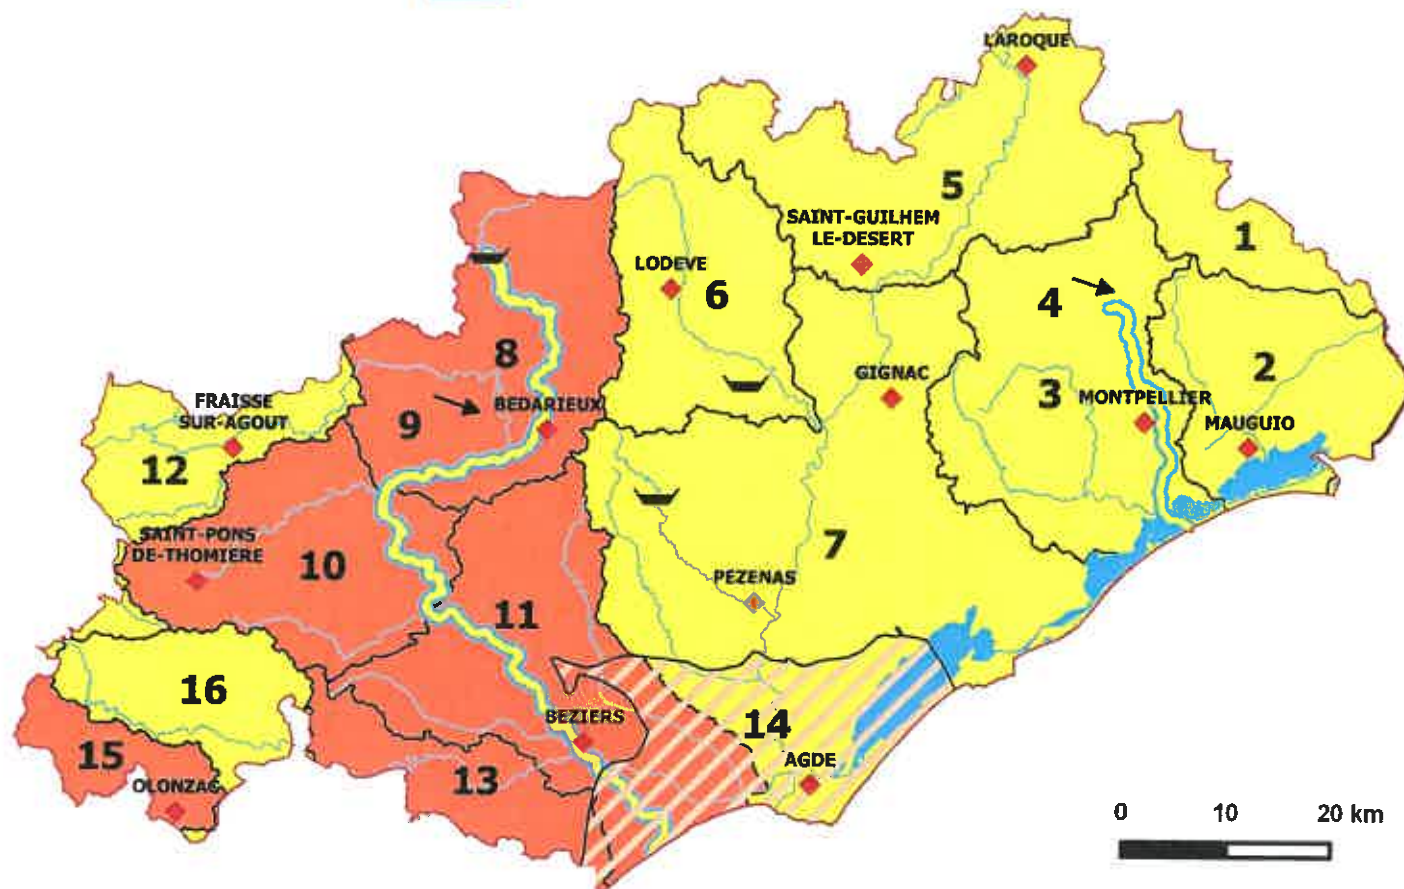 LAROQUE
5
SAINT-GUILHEM
LE-DESERT
1
LODEVE
6
4
8
2
GIGNAC
3
MONTPELLIER
MAUGUIO
FRAISSE
SUR-AGOUT
9
BEDARIEUX
12
SAINT-PONS
DE-THOMIERE
10
7
PEZENAS
11
16
BEZIERS
14
15
OLONZAC
13
AGDE
0 10 20 km